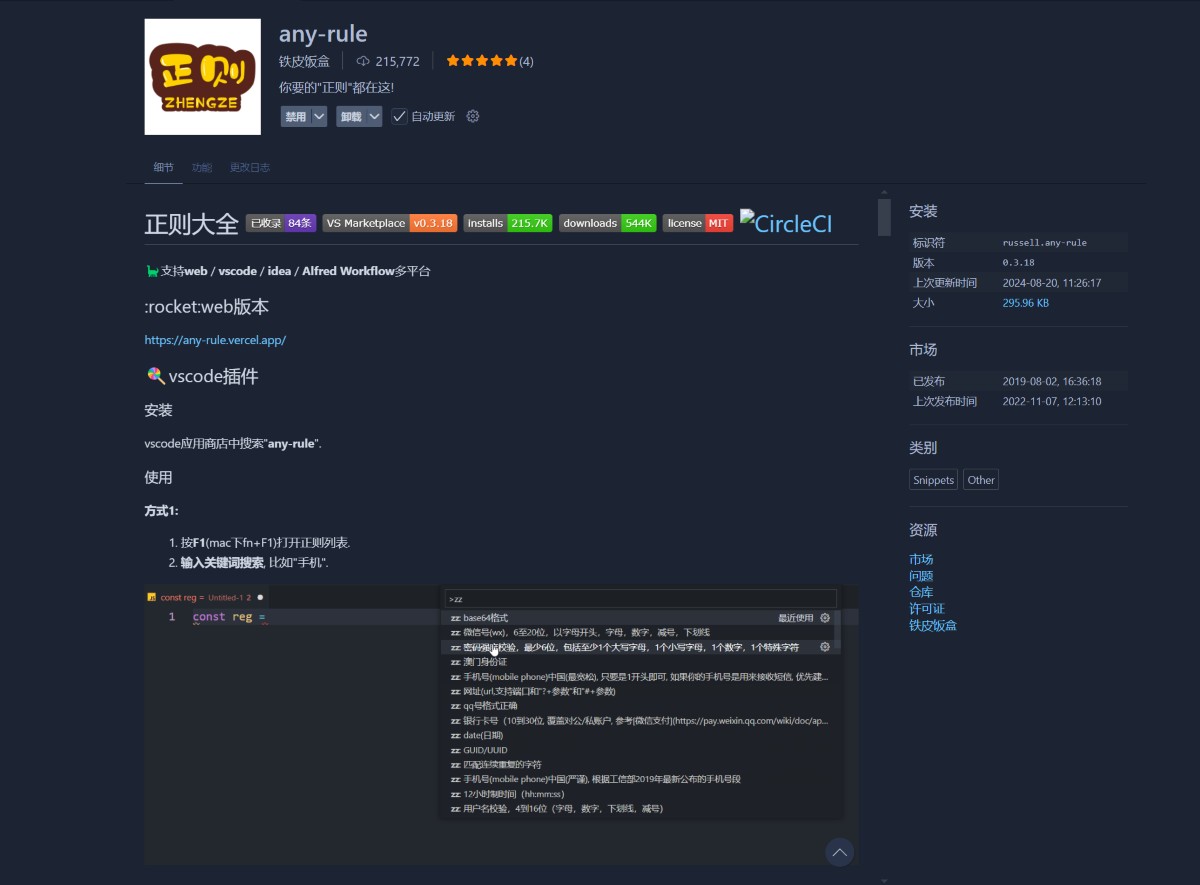 正则
ZHENGZE
any-rule
铁皮饭盒 215,772 (4)
你要的"正则"都在这!
禁用 卸载 自动更新
细节 功能 更改日志
正则大全 已收录 84条 VS Marketplace v0.3.18 installs 215.7K downloads 544K license MIT CircleCI
支持web / vscode / idea / Alfred Workflow多平台
:rocket:web版本
https://any-rule.vercel.app/
vscode插件
安装
vscode应用商店中搜索"any-rule".
使用
方式1:
1. 按F1(mac下fn+F1)打开正则列表.
2. 输入关键词搜索, 比如"手机".
const reg = Untitled-1 2
1 const reg =
>zz
zz: base64格式 最近使用
zz: 微信号(wx)，6至20位，以字母开头，字母，数字，减号，下划线
zz: 密码强度校验，最少6位，包括至少1个大写字母，1个小写字母，1个数字，1个特殊字符
zz: 澳门身份证
zz: 手机号(mobile phone)中国(最宽松), 只要是1开头即可, 如果你的手机号是用来接收短信, 优先建...
zz: 网址(url,支持端口和"?+参数"和"#+参数)
zz: qq号格式正确
zz: 银行卡号（10到30位, 覆盖对公/私账户, 参考[微信支付](https://pay.weixin.qq.com/wiki/doc/ap...
zz: date(日期)
zz: GUID/UUID
zz: 匹配连续重复的字符
zz: 手机号(mobile phone)中国(严谨), 根据工信部2019年最新公布的手机号段
zz: 12小时制时间（hh:mm:ss）
zz: 用户名校验，4到16位（字母，数字，下划线，减号）
安装
标识符 russell.any-rule
版本 0.3.18
上次更新时间 2024-08-20, 11:26:17
大小 295.96 KB
市场
已发布 2019-08-02, 16:36:18
上次发布时间 2022-11-07, 12:13:10
类别
Snippets Other
资源
市场
问题
仓库
许可证
铁皮饭盒